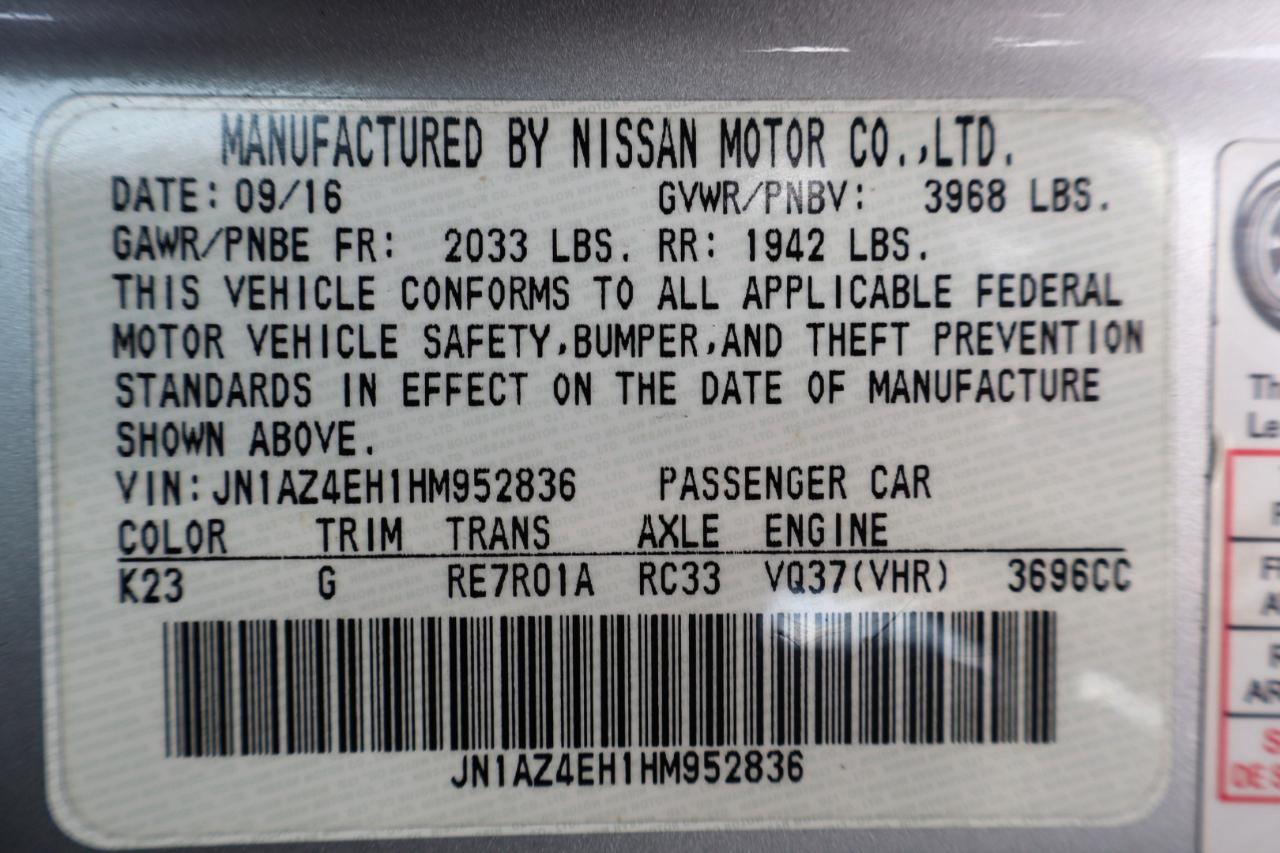 MANUFACTURED BY NISSAN MOTOR CO.,LTD.
DATE: 09/16 GVWR/PNBV: 3968 LBS.
GAWR/PNBE FR: 2033 LBS. RR: 1942 LBS.
THIS VEHICLE CONFORMS TO ALL APPLICABLE FEDERAL
MOTOR VEHICLE SAFETY,BUMPER,AND THEFT PREVENTION
STANDARDS IN EFFECT ON THE DATE OF MANUFACTURE
SHOWN ABOVE.
VIN: JN1AZ4EH1HM952836 PASSENGER CAR
COLOR TRIM TRANS AXLE ENGINE
K23 G RE7R01A RC33 VQ37(VHR) 3696CC
JN1AZ4EH1HM952836